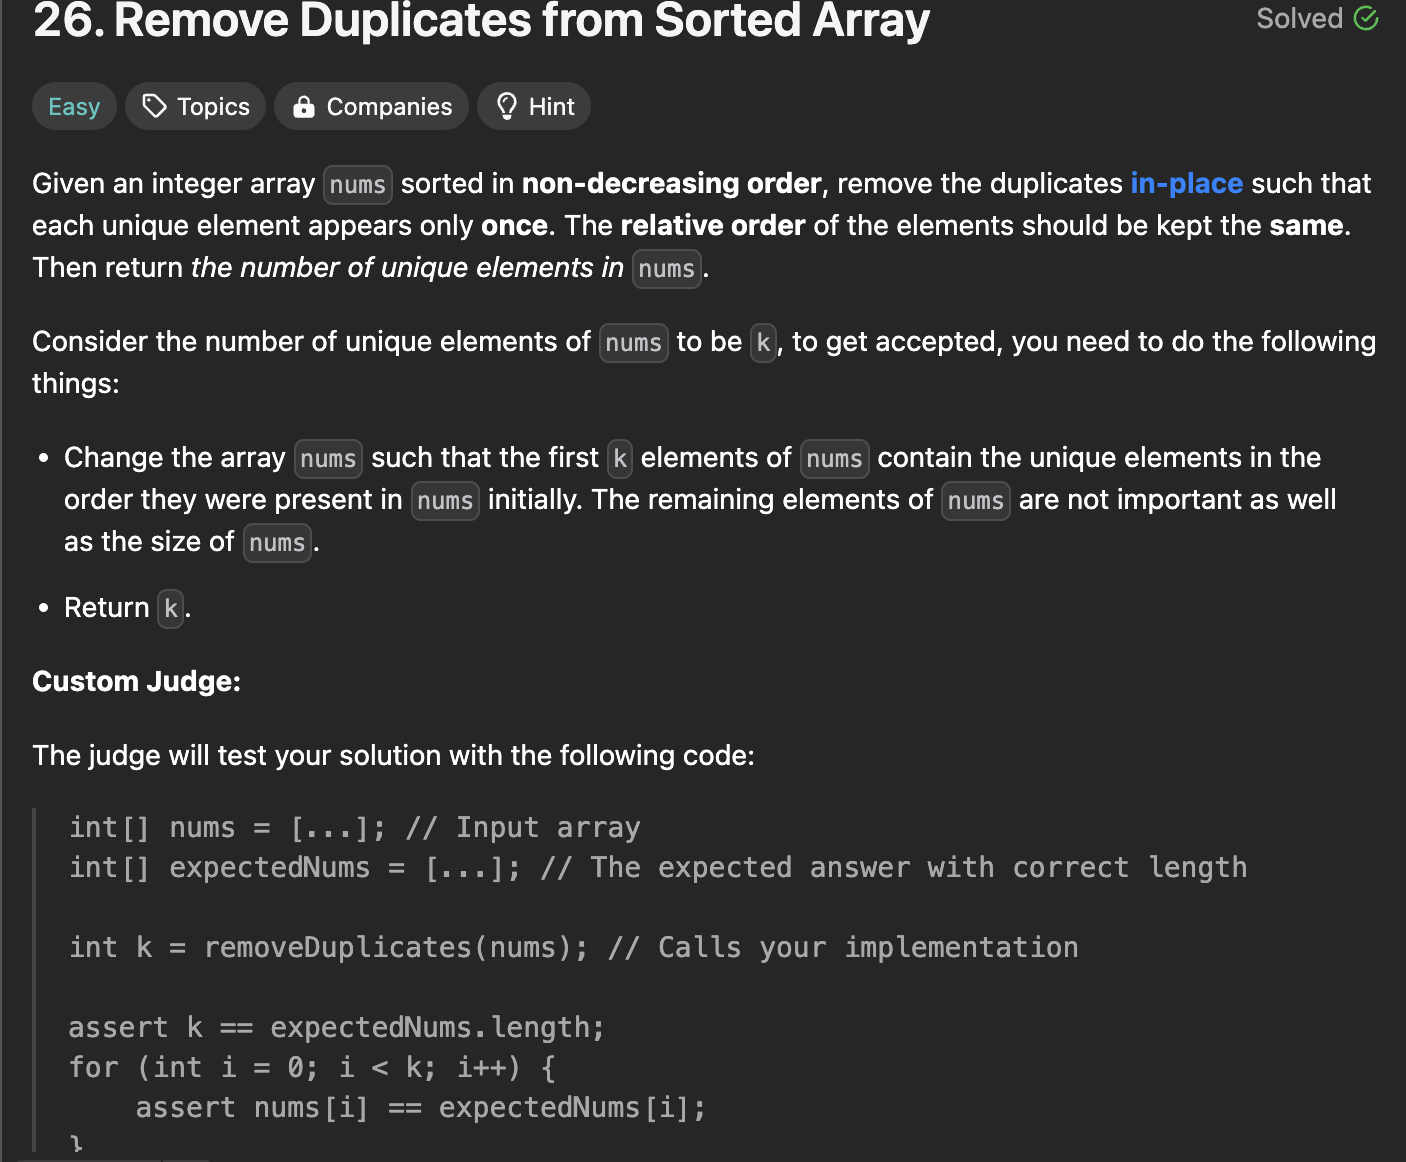 26. Remove Duplicates from Sorted Array
Solved
Easy Topics Companies Hint
Given an integer array nums sorted in non-decreasing order, remove the duplicates in-place such that
each unique element appears only once. The relative order of the elements should be kept the same.
Then return the number of unique elements in nums.
Consider the number of unique elements of nums to be k, to get accepted, you need to do the following
things:
• Change the array nums such that the first k elements of nums contain the unique elements in the
order they were present in nums initially. The remaining elements of nums are not important as well
as the size of nums.
• Return k.
Custom Judge:
The judge will test your solution with the following code:
int[] nums = [...]; // Input array
int[] expectedNums = [...]; // The expected answer with correct length
int k = removeDuplicates(nums); // Calls your implementation
assert k == expectedNums.length;
for (int i = 0; i < k; i++) {
    assert nums[i] == expectedNums[i];
}